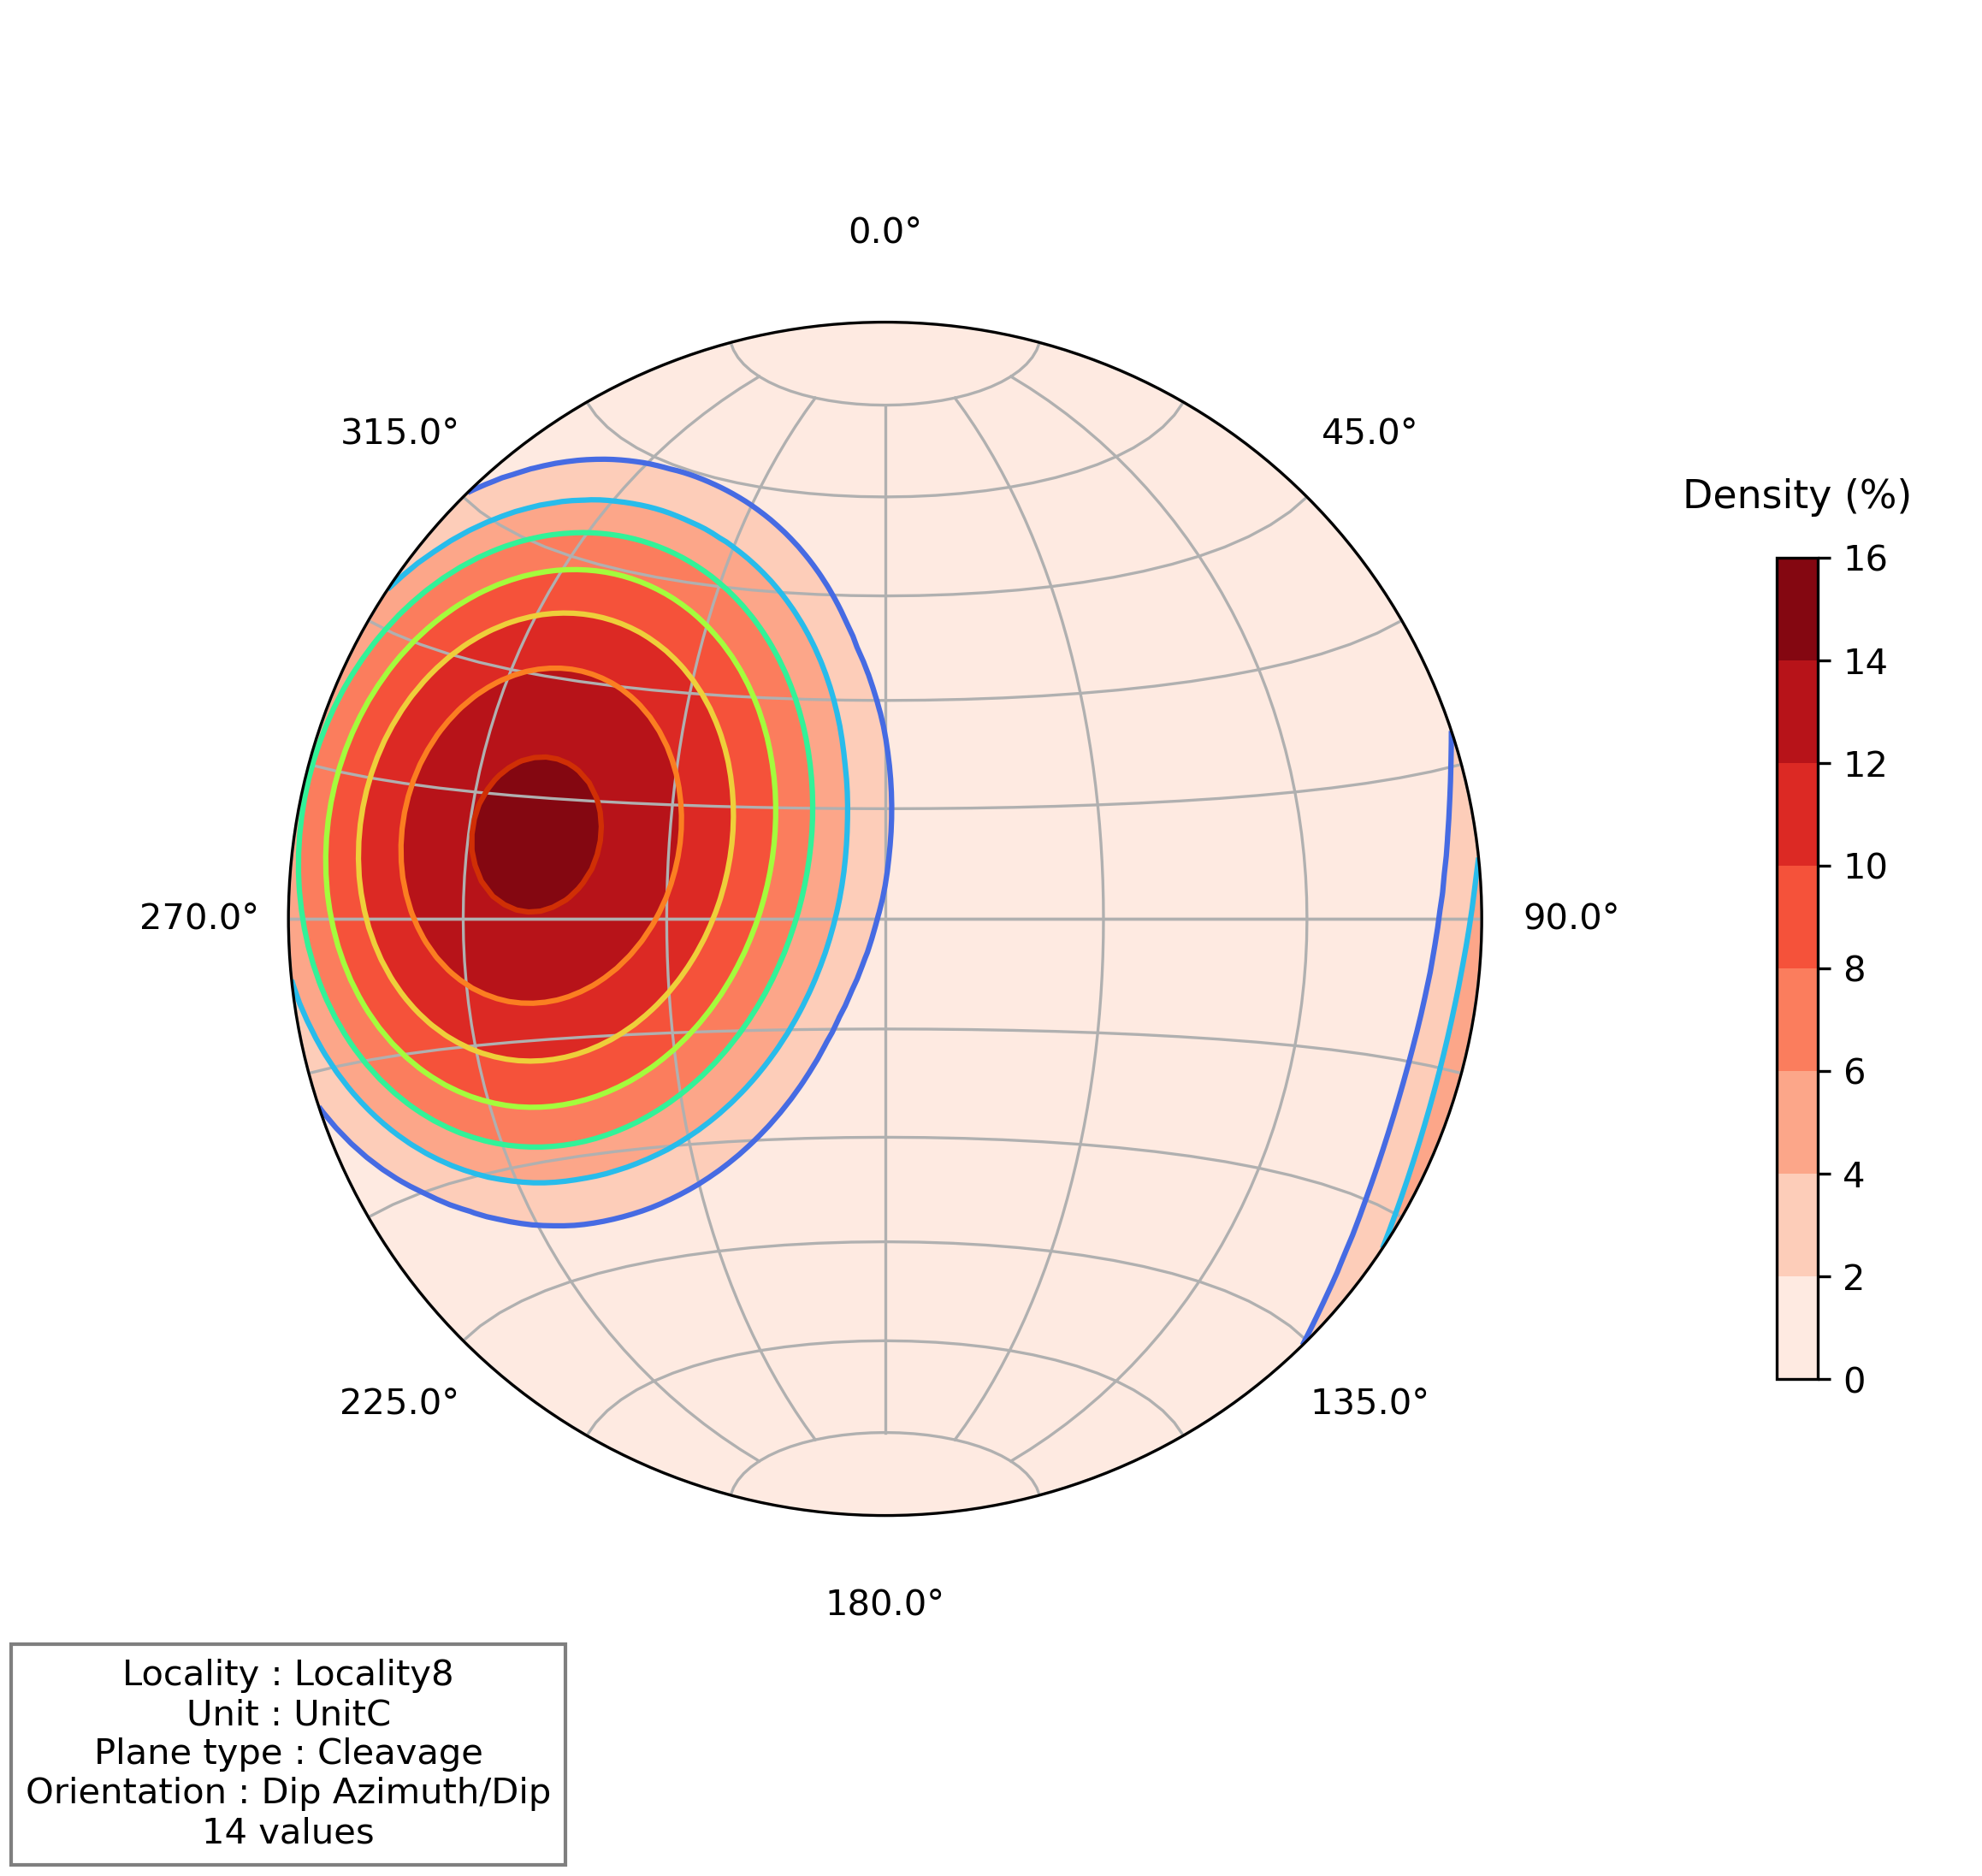 0.0°
315.0°
45.0°
Density (%)
16
14
12
270.0°
90.0°
10
8
6
4
2
0
225.0°
135.0°
180.0°
Locality : Locality8
Unit : UnitC
Plane type : Cleavage
Orientation : Dip Azimuth/Dip
14 values